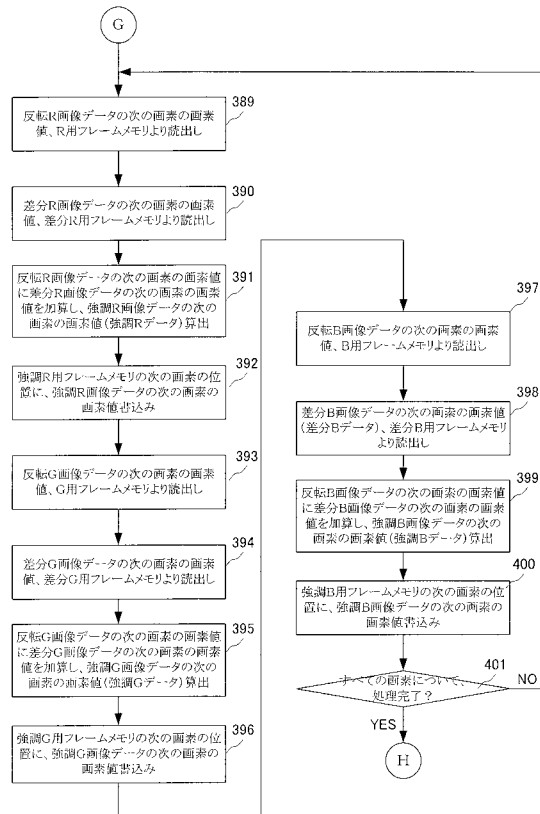 G
389
反転R画像データの次の画素の画素
値、R用フレームメモリより読出し
390
差分R画像データの次の画素の画素
値、差分R用フレームメモリより読出し
391
反転R画像データの次の画素の画素値
に差分R画像データの次の画素の画素
値を加算し、強調R画像データの次の
画素の画素値(強調Rデータ)算出
392
強調R用フレームメモリの次の画素の位
置に、強調R画像データの次の画素の
画素値書込み
393
反転G画像データの次の画素の画素
値、G用フレームメモリより読出し
394
差分G画像データの次の画素の画素
値、差分G用フレームメモリより読出し
395
反転G画像データの次の画素の画素値
に差分G画像データの次の画素の画素
値を加算し、強調G画像データの次の
画素の画素値(強調Gデータ)算出
396
強調G用フレームメモリの次の画素の位
置に、強調G画像データの次の画素の
画素値書込み
397
反転B画像データの次の画素の画素
値、B用フレームメモリより読出し
398
差分B画像データの次の画素の画素値
(差分Bデータ)、差分B用フレームメモリ
より読出し
399
反転B画像データの次の画素の画素値
に差分B画像データの次の画素の画素
値を加算し、強調B画像データの次の
画素の画素値(強調Bデータ)算出
400
強調B用フレームメモリの次の画素の位
置に、強調B画像データの次の画素の
画素値書込み
401
すべての画素について、
処理完了?
NO
YES
H